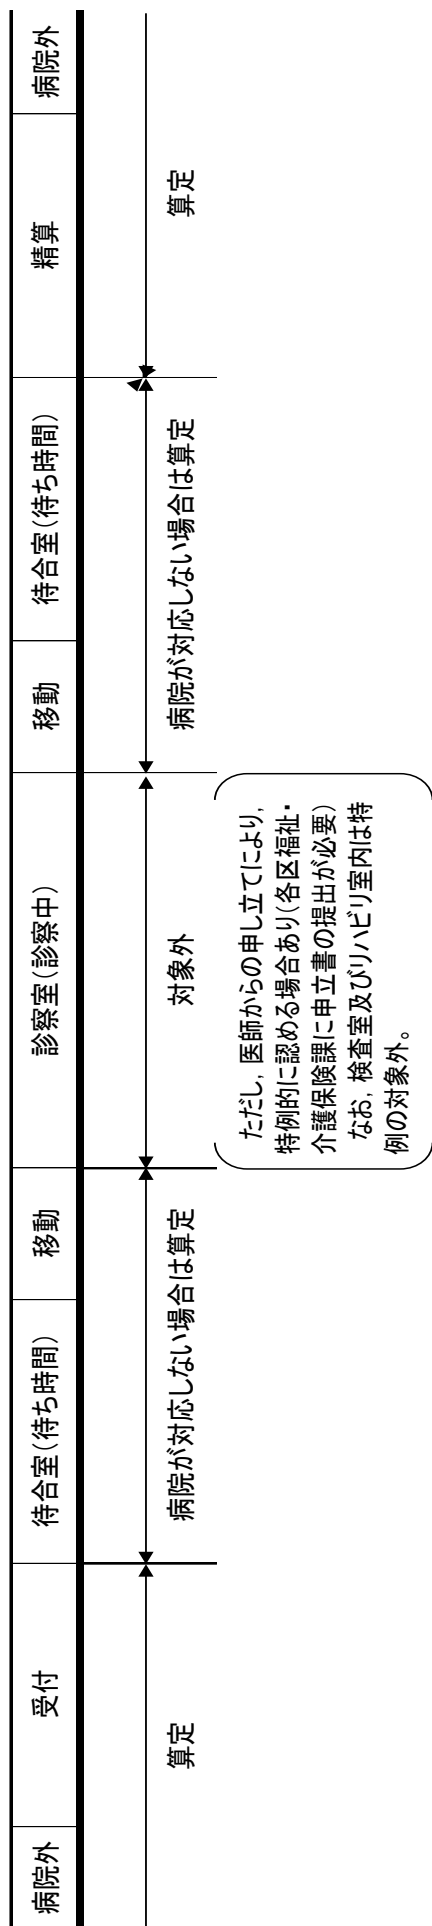 病院外
受付
待合室(待ち時間)
移動
診察室(診察中)
移動
待合室(待ち時間)
精算
病院外
算定
病院が対応しない場合は算定
対象外
病院が対応しない場合は算定
算定
ただし,医師からの申し立てにより,
特例的に認める場合あり(各区福祉・
介護保険課に申立書の提出が必要)
なお,検査室及びリハビリ室内は特
例の対象外。